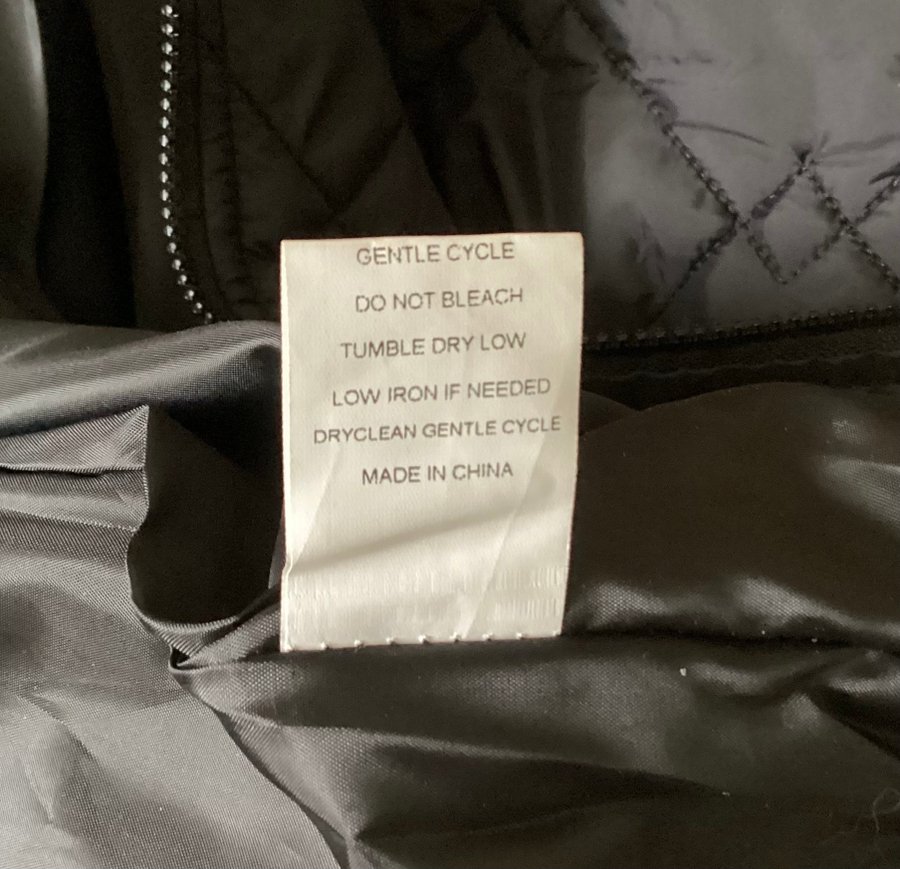 GENTLE CYCLE
DO NOT BLEACH
TUMBLE DRY LOW
LOW IRON IF NEEDED
DRYCLEAN GENTLE CYCLE
MADE IN CHINA